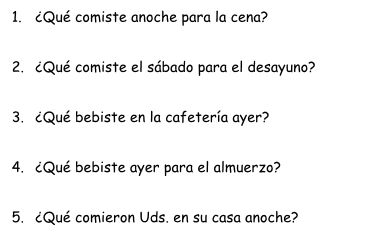 1. ¿Qué comiste anoche para la cena?
2. ¿Qué comiste el sábado para el desayuno?
3. ¿Qué bebiste en la cafetería ayer?
4. ¿Qué bebiste ayer para el almuerzo?
5. ¿Qué comieron Uds. en su casa anoche?